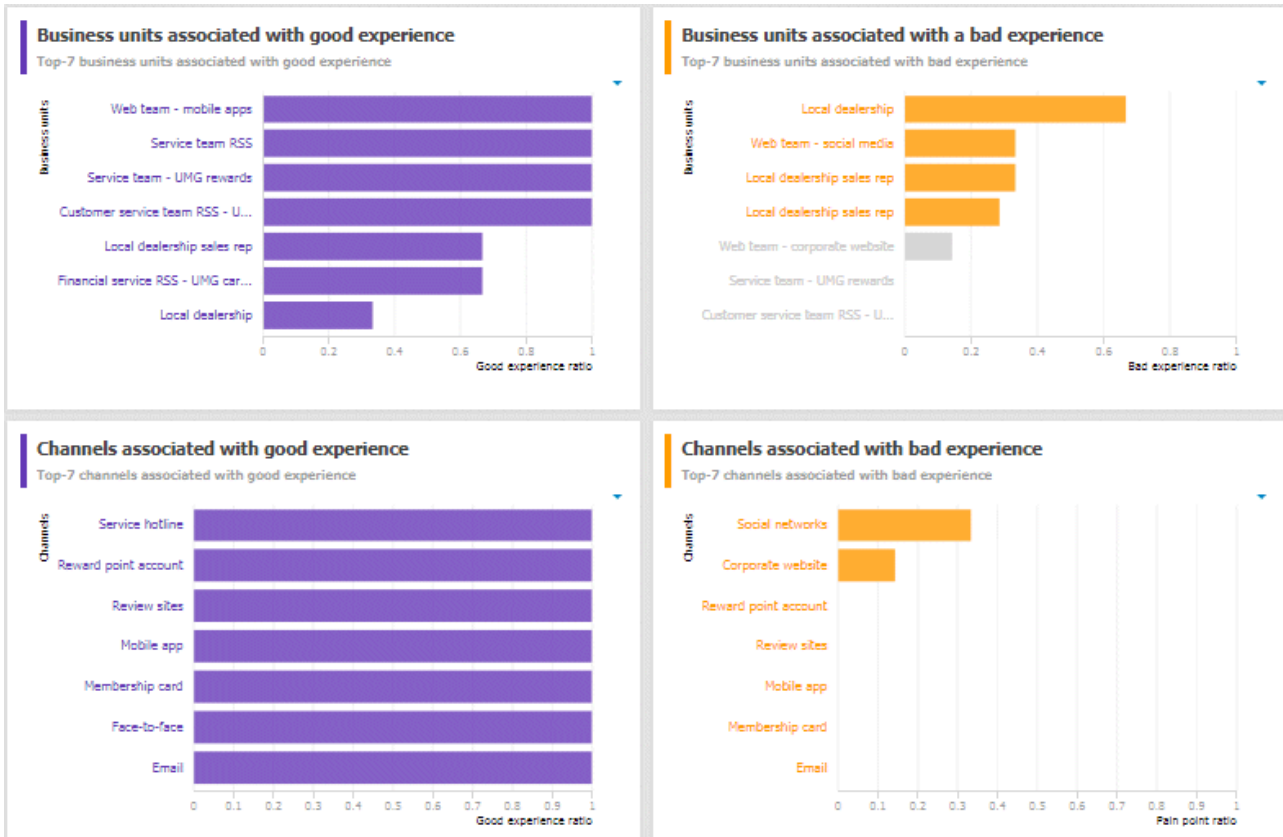 Business units associated with good experience
Top-7 business units associated with good experience
Business units
Web team - mobile apps
Service team RSS
Service team - UMG rewards
Customer service team RSS - U...
Local dealership sales rep
Financial service RSS - UMG car...
Local dealership
0 0.2 0.4 0.6 0.8 1
Good experience ratio
Business units associated with a bad experience
Top-7 business units associated with bad experience
Business units
Local dealership
Web team - social media
Local dealership sales rep
Local dealership sales rep
Web team - corporate website
Service team - UMG rewards
Customer service team RSS - U...
0 0.2 0.4 0.6 0.8 1
Bad experience ratio
Channels associated with good experience
Top-7 channels associated with good experience
Channels
Service hotline
Reward point account
Review sites
Mobile app
Membership card
Face-to-face
Email
0 0.1 0.2 0.3 0.4 0.5 0.6 0.7 0.8 0.9 1
Good experience ratio
Channels associated with bad experience
Top-7 channels associated with bad experience
Channels
Social networks
Corporate website
Reward point account
Review sites
Mobile app
Membership card
Email
0 0.1 0.2 0.3 0.4 0.5 0.6 0.7 0.8 0.9 1
Pain point ratio